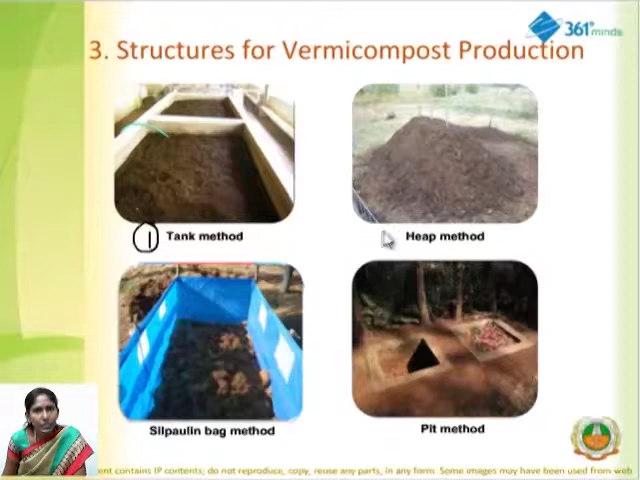 361° minds
3. Structures for Vermicompost Production
1 Tank method
Heap method
Silpaulin bag method
Pit method
ent contains IP contents; do not reproduce, copy, reuse any parts, in any form. Some images may have been used from web